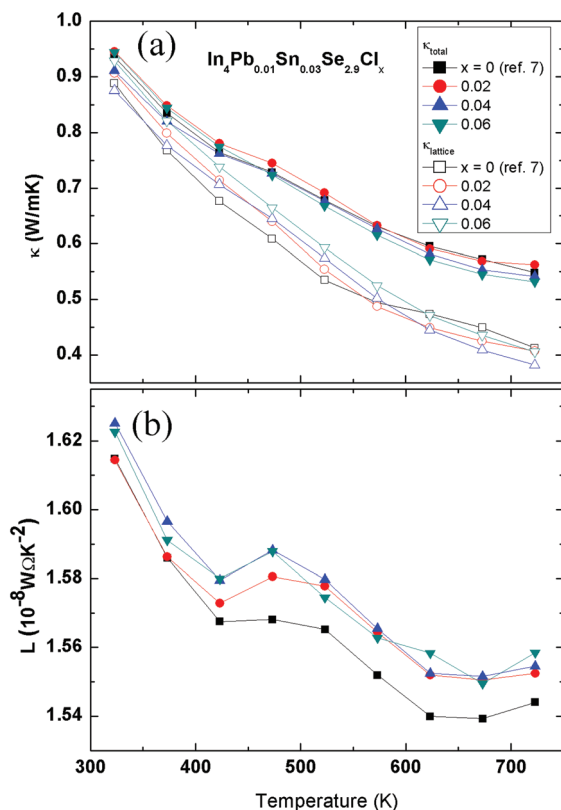 (a)
In₄Pb₀.₀₁Sn₀.₀₃Se₂.₉Clₓ
κtotal
x = 0 (ref. 7)
0.02
0.04
0.06
κlattice
x = 0 (ref. 7)
0.02
0.04
0.06
1.0
0.9
0.8
0.7
0.6
0.5
0.4
κ (W/mK)
(b)
1.62
1.60
1.58
1.56
1.54
L (10⁻⁸WΩK⁻²)
300 400 500 600 700
Temperature (K)